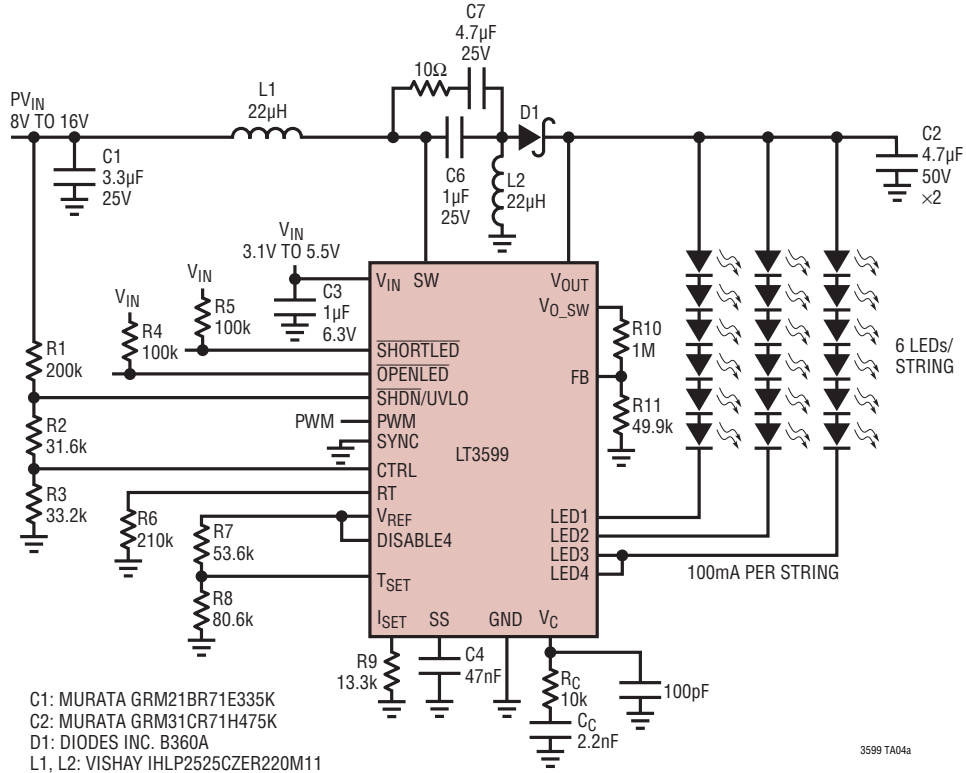 C7
4.7µF
25V
10Ω
L1
22µH
PVIN
8V TO 16V
D1
C1
3.3µF
25V
C6
1µF
25V
L2
22µH
C2
4.7µF
50V
×2
VIN
3.1V TO 5.5V
VIN
VIN
C3
1µF
6.3V
R5
100k
R4
100k
R1
200k
R2
31.6k
R3
33.2k
PWM
R6
210k
R7
53.6k
R8
80.6k
VIN SW
VOUT
VO_SW
SHORTLED
OPENLED
FB
SHDN/UVLO
PWM
SYNC
LT3599
CTRL
RT
VREF
DISABLE4
TSET
LED1
LED2
LED3
LED4
ISET SS GND VC
R10
1M
R11
49.9k
6 LEDs/
STRING
100mA PER STRING
R9
13.3k
C4
47nF
RC
10k
CC
2.2nF
100pF
C1: MURATA GRM21BR71E335K
C2: MURATA GRM31CR71H475K
D1: DIODES INC. B360A
L1, L2: VISHAY IHLP2525CZER220M11
3599 TA04a